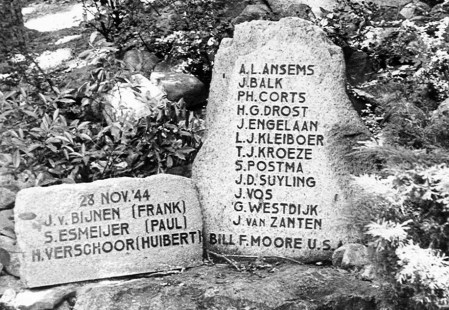 28 NOV.'44
J.V. BIJNEN (FRANK)
S. ESMEIJER (PAUL)
H. VERSCHOOR (HUIBERT)
A.L. ANSEMS
J. BALK
PH. CORTS
H.G. DROST
J. ENGELAAN
L.J. KLEIBOER
T.J. KROEZE
S. POSTMA
J.D. SUYLING
J. VOS
G. WESTDIJK
J. VAN ZANTEN
BILL F. MOORE U.S.